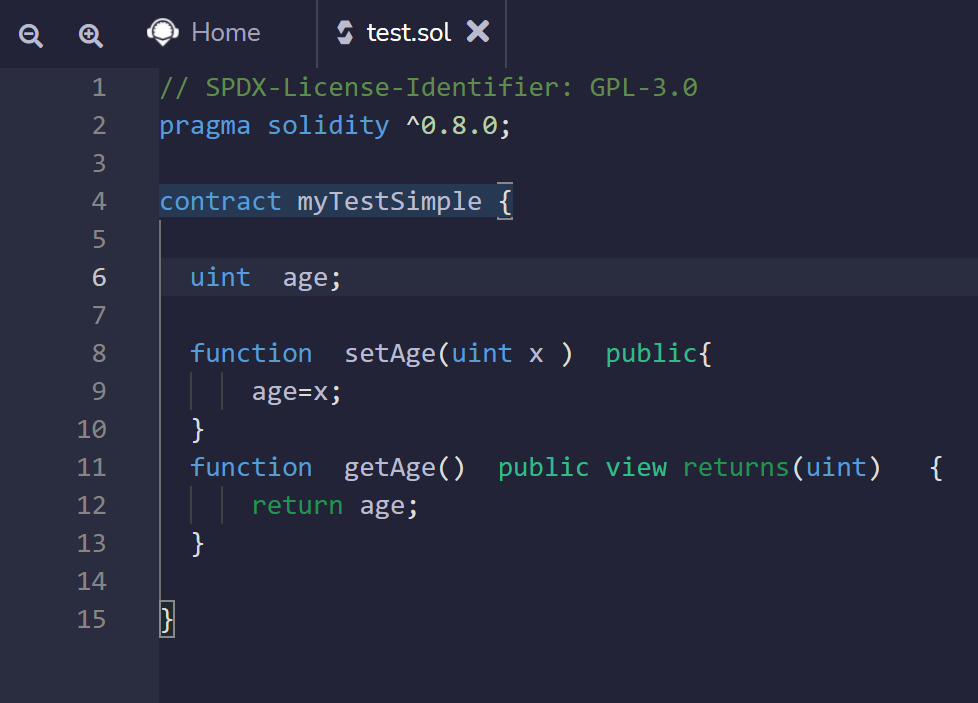 Home test.sol
1 // SPDX-License-Identifier: GPL-3.0
2 pragma solidity ^0.8.0;
3
4 contract myTestSimple {
5
6   uint  age;
7
8   function  setAge(uint x )  public{
9       age=x;
10   }
11   function  getAge()  public view returns(uint)   {
12       return age;
13   }
14
15 }